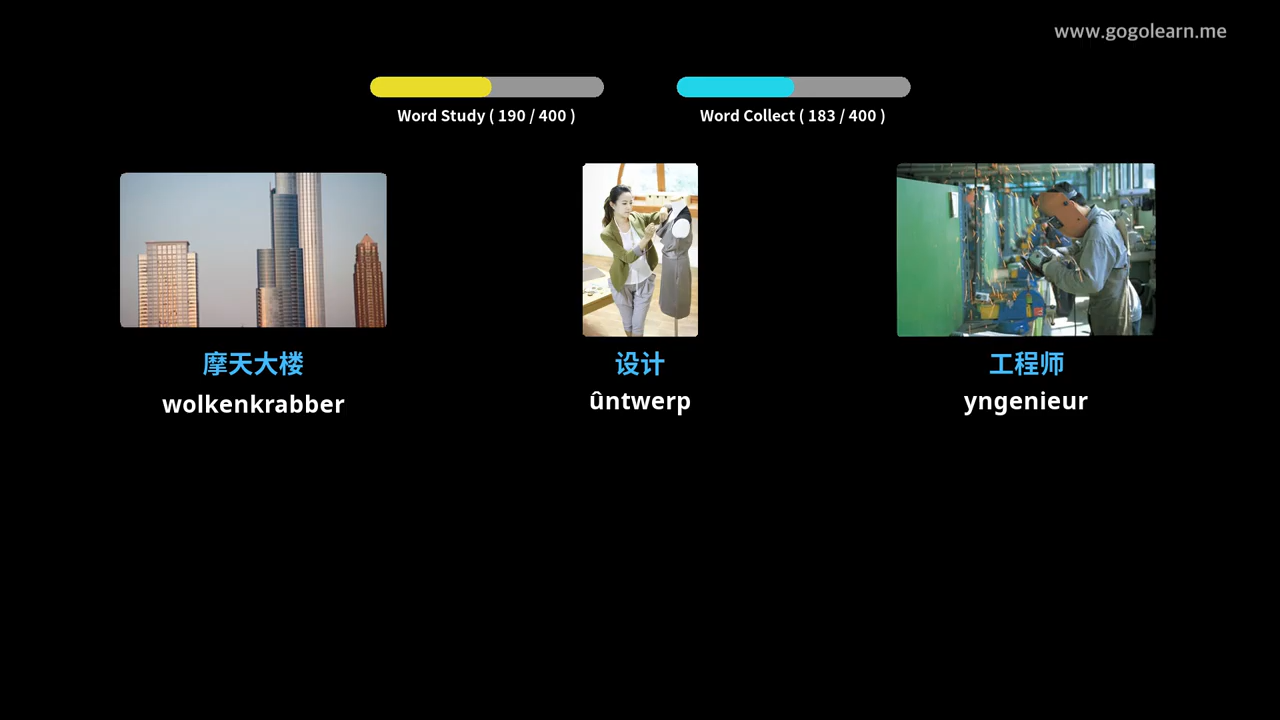 www.gogolearn.me
Word Study ( 190 / 400 )
Word Collect ( 183 / 400 )
摩天大楼
设计
工程师
wolkenkrabber
ûntwerp
yngenieur